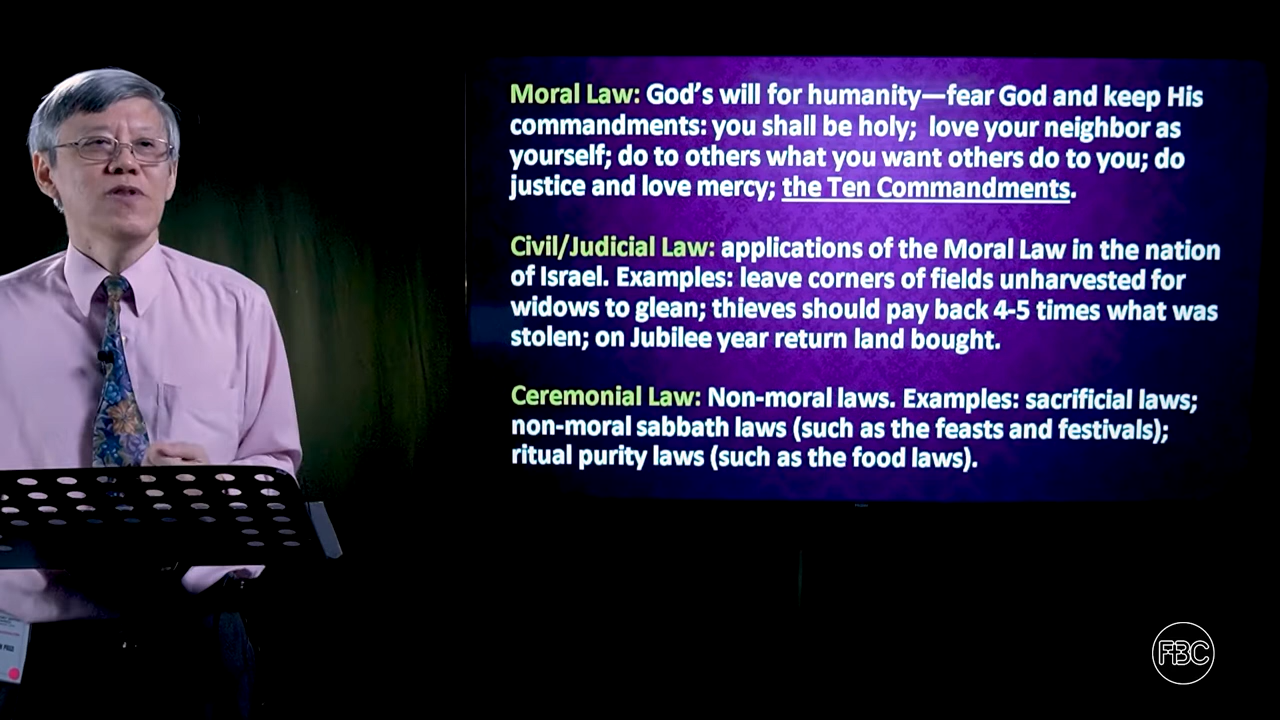 Moral Law: God's will for humanity—fear God and keep His
commandments: you shall be holy;  love your neighbor as
yourself; do to others what you want others do to you; do
justice and love mercy; the Ten Commandments.
Civil/Judicial Law: applications of the Moral Law in the nation
of Israel. Examples: leave corners of fields unharvested for
widows to glean; thieves should pay back 4-5 times what was
stolen; on Jubilee year return land bought.
Ceremonial Law: Non-moral laws. Examples: sacrificial laws;
non-moral sabbath laws (such as the feasts and festivals);
ritual purity laws (such as the food laws).
FBC